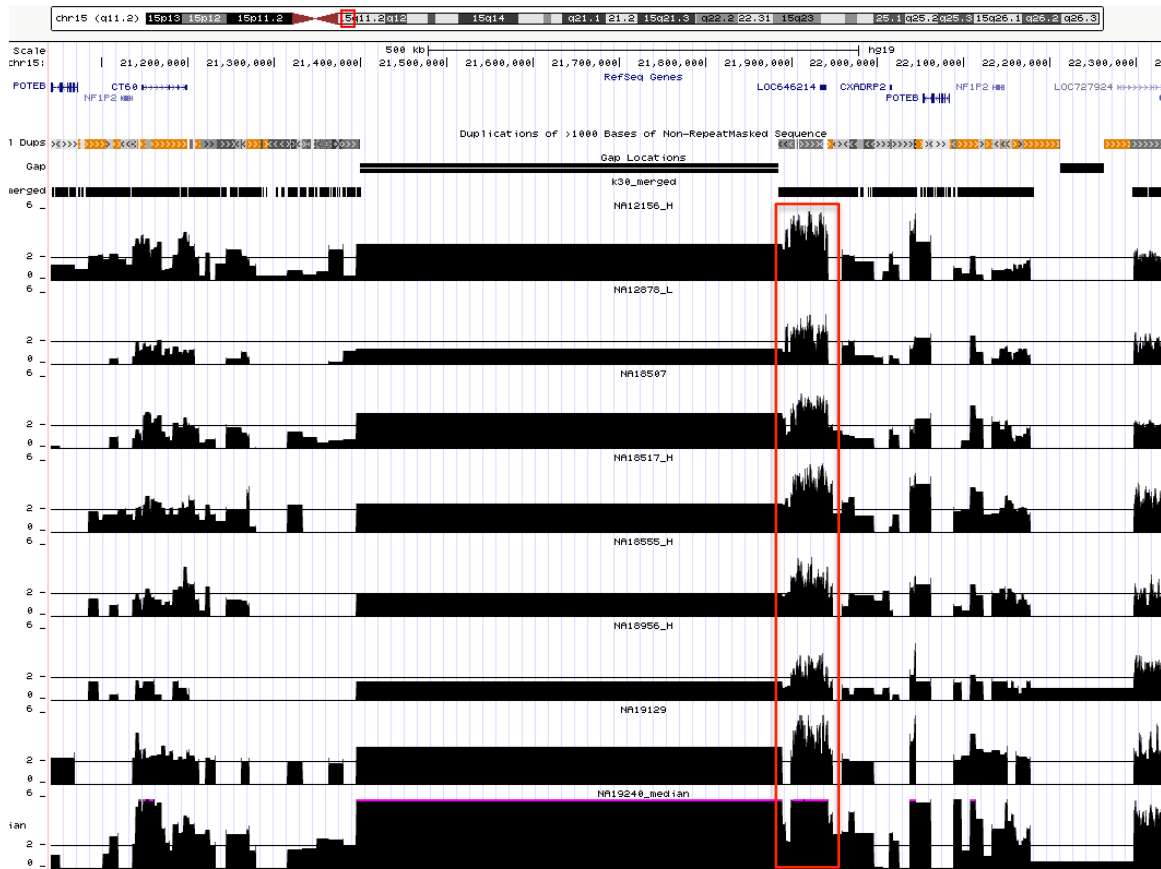 chr15 (q11.2) 15p13 15p12 15p11.2 15q11.2 q12 15q14 q21.1 21.2 15q21.3 q22.2 22.31 15q23 25.1 q25.2 q25.3 15q26.1 q26.2 q26.3
Scale 500 kb hg19
chr15: 21,200,000 21,300,000 21,400,000 21,500,000 21,600,000 21,700,000 21,800,000 21,900,000 22,000,000 22,100,000 22,200,000 22,300,000
RefSeq Genes
POTEB CT60 LOC646214 CXADRP2 NF1P2 LOC727924
NF1P2 POTEB
Duplications of >1000 Bases of Non-RepeatMasked Sequence
Dups
Gap Locations
Gap
k30_merged
merged
6 _ NA12156_H
2 _
0 _
6 _ NA12878_L
2 _
0 _
6 _ NA18507
2 _
0 _
6 _ NA18517_H
2 _
0 _
6 _ NA18555_H
2 _
0 _
6 _ NA18956_H
2 _
0 _
6 _ NA19129
2 _
0 _
6 _ NA19240_median
ian
2 _
0 _